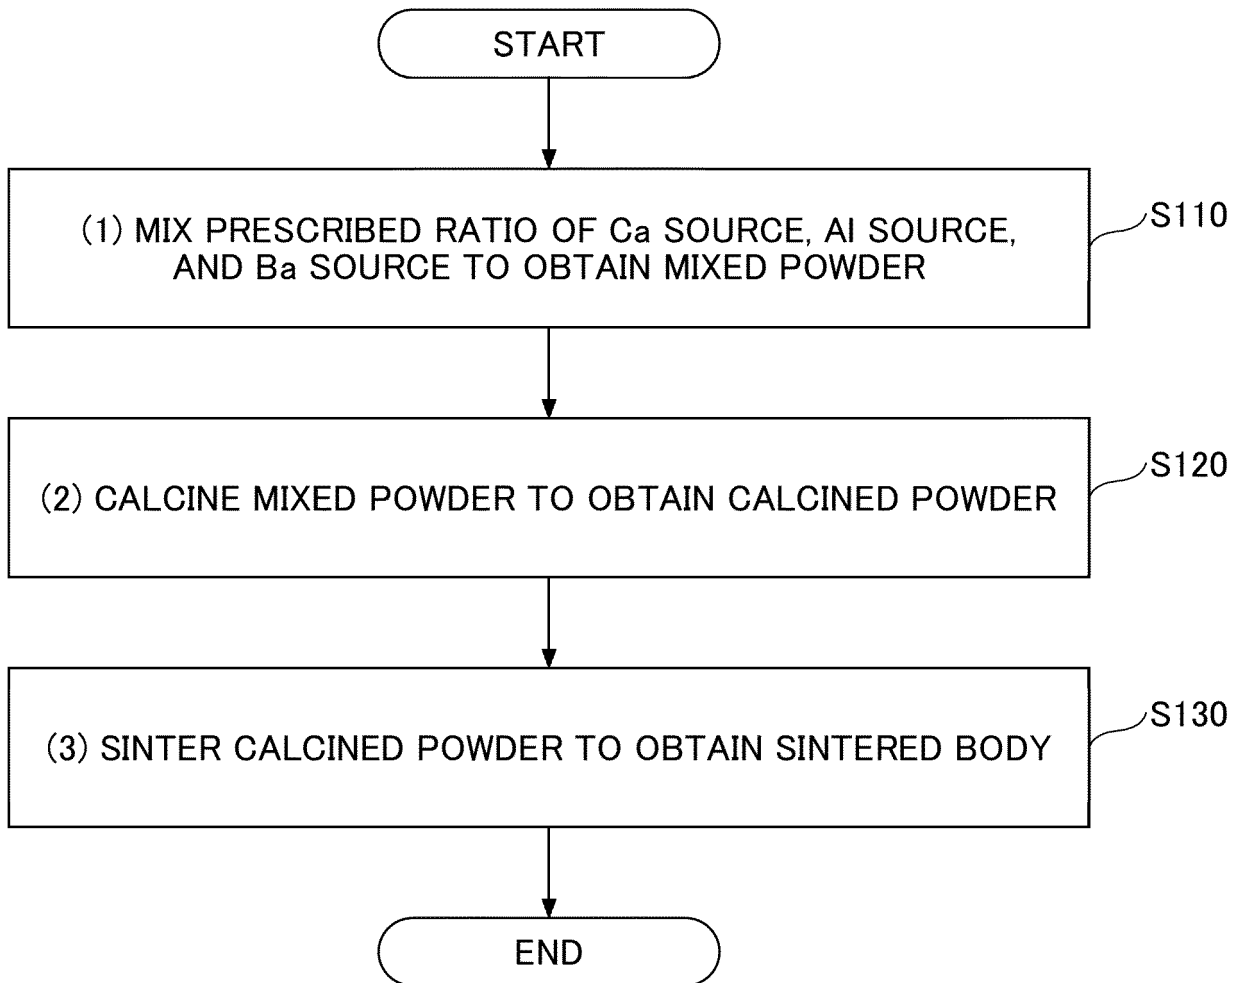 START
(1) MIX PRESCRIBED RATIO OF Ca SOURCE, Al SOURCE,
AND Ba SOURCE TO OBTAIN MIXED POWDER
S110
(2) CALCINE MIXED POWDER TO OBTAIN CALCINED POWDER
S120
(3) SINTER CALCINED POWDER TO OBTAIN SINTERED BODY
S130
END